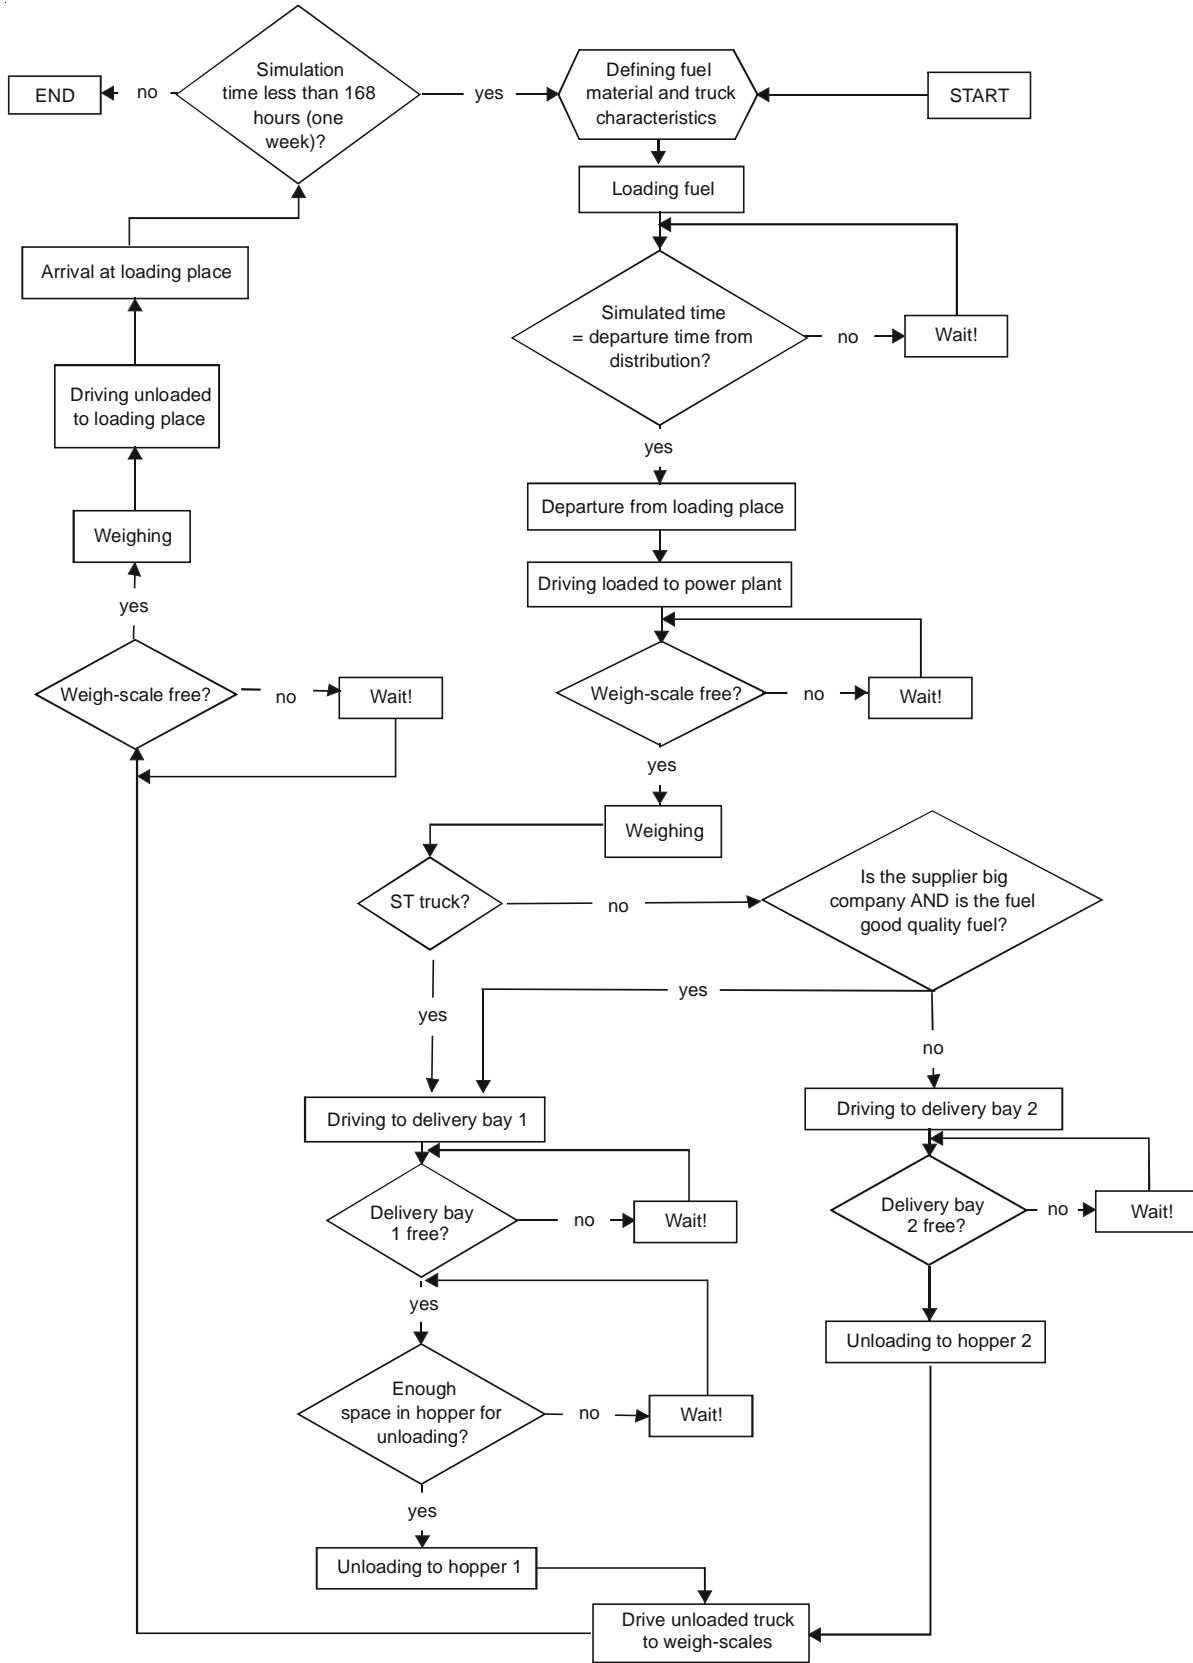 Simulation
time less than 168
hours (one
week)?
no
END
yes
Defining fuel
material and truck
characteristics
START
Loading fuel
Arrival at loading place
Simulated time
= departure time from
distribution?
no
Wait!
yes
Driving unloaded
to loading place
Departure from loading place
Weighing
Driving loaded to power plant
yes
Weigh-scale free?
no
Wait!
Weigh-scale free?
no
Wait!
yes
Weighing
ST truck?
no
Is the supplier big
company AND is the fuel
good quality fuel?
yes
yes
no
Driving to delivery bay 1
Driving to delivery bay 2
Delivery bay
1 free?
no
Wait!
Delivery bay
2 free?
no
Wait!
yes
Unloading to hopper 2
Enough
space in hopper for
unloading?
no
Wait!
yes
Unloading to hopper 1
Drive unloaded truck
to weigh-scales